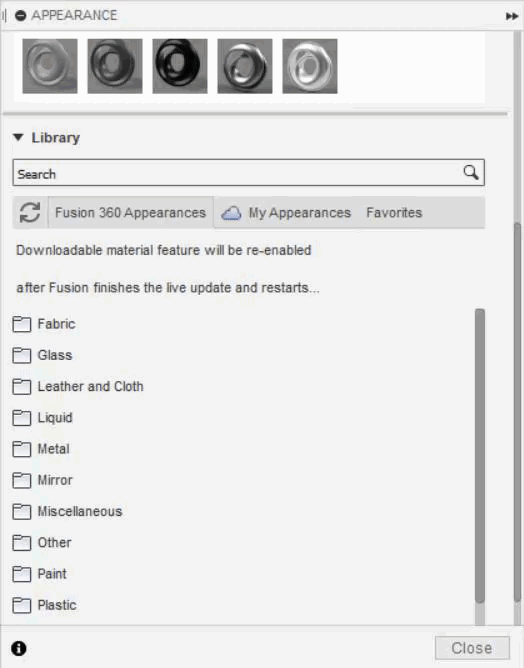 APPEARANCE
Library
Search
Fusion 360 Appearances My Appearances Favorites
Downloadable material feature will be re-enabled
after Fusion finishes the live update and restarts...
Fabric
Glass
Leather and Cloth
Liquid
Metal
Mirror
Miscellaneous
Other
Paint
Plastic
Close